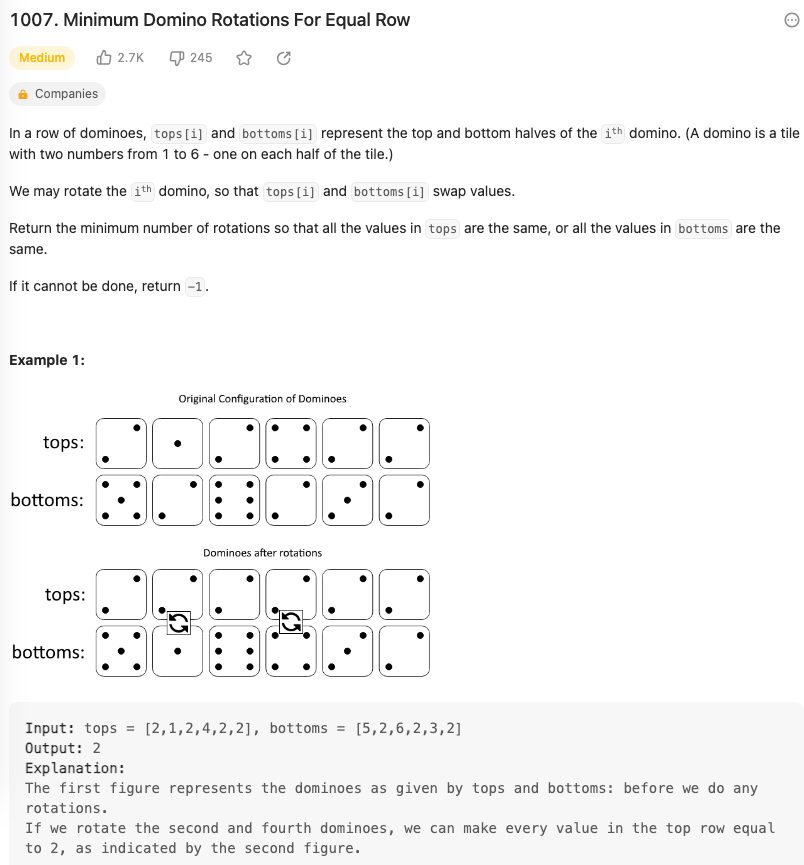 1007. Minimum Domino Rotations For Equal Row
Medium 2.7K 245
Companies
In a row of dominoes, tops[i] and bottoms[i] represent the top and bottom halves of the ith domino. (A domino is a tile
with two numbers from 1 to 6 - one on each half of the tile.)
We may rotate the ith domino, so that tops[i] and bottoms[i] swap values.
Return the minimum number of rotations so that all the values in tops are the same, or all the values in bottoms are the
same.
If it cannot be done, return -1.
Example 1:
Original Configuration of Dominoes
tops:
bottoms:
Dominoes after rotations
tops:
bottoms:
Input: tops = [2,1,2,4,2,2], bottoms = [5,2,6,2,3,2]
Output: 2
Explanation:
The first figure represents the dominoes as given by tops and bottoms: before we do any
rotations.
If we rotate the second and fourth dominoes, we can make every value in the top row equal
to 2, as indicated by the second figure.